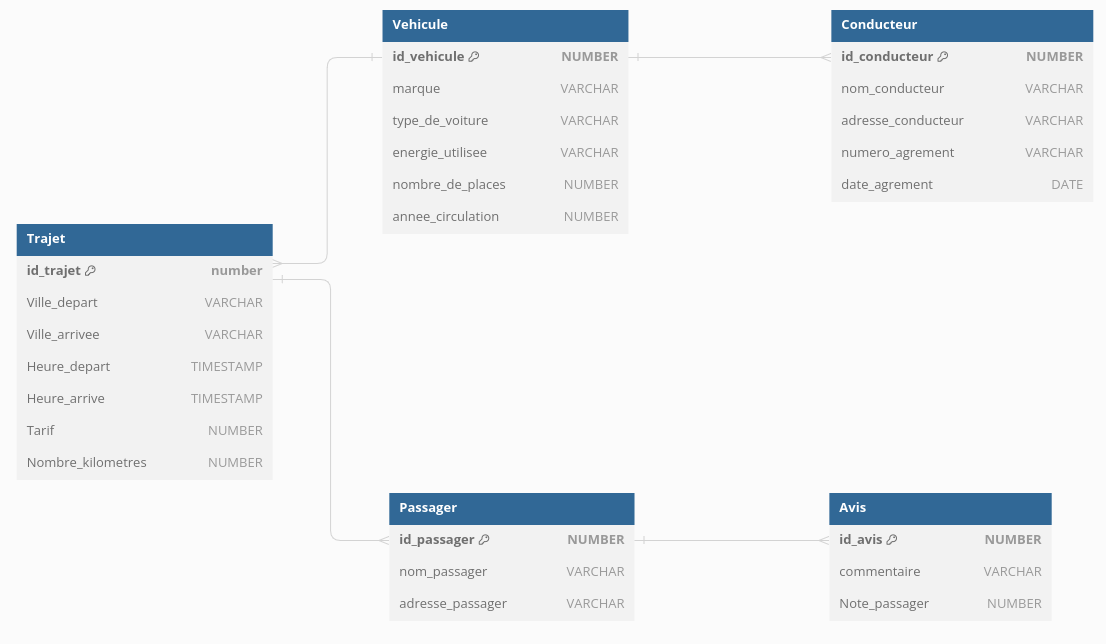 Vehicule
id_vehicule NUMBER
marque VARCHAR
type_de_voiture VARCHAR
energie_utilisee VARCHAR
nombre_de_places NUMBER
annee_circulation NUMBER
Conducteur
id_conducteur NUMBER
nom_conducteur VARCHAR
adresse_conducteur VARCHAR
numero_agrement VARCHAR
date_agrement DATE
Trajet
id_trajet number
Ville_depart VARCHAR
Ville_arrivee VARCHAR
Heure_depart TIMESTAMP
Heure_arrive TIMESTAMP
Tarif NUMBER
Nombre_kilometres NUMBER
Passager
id_passager NUMBER
nom_passager VARCHAR
adresse_passager VARCHAR
Avis
id_avis NUMBER
commentaire VARCHAR
Note_passager NUMBER